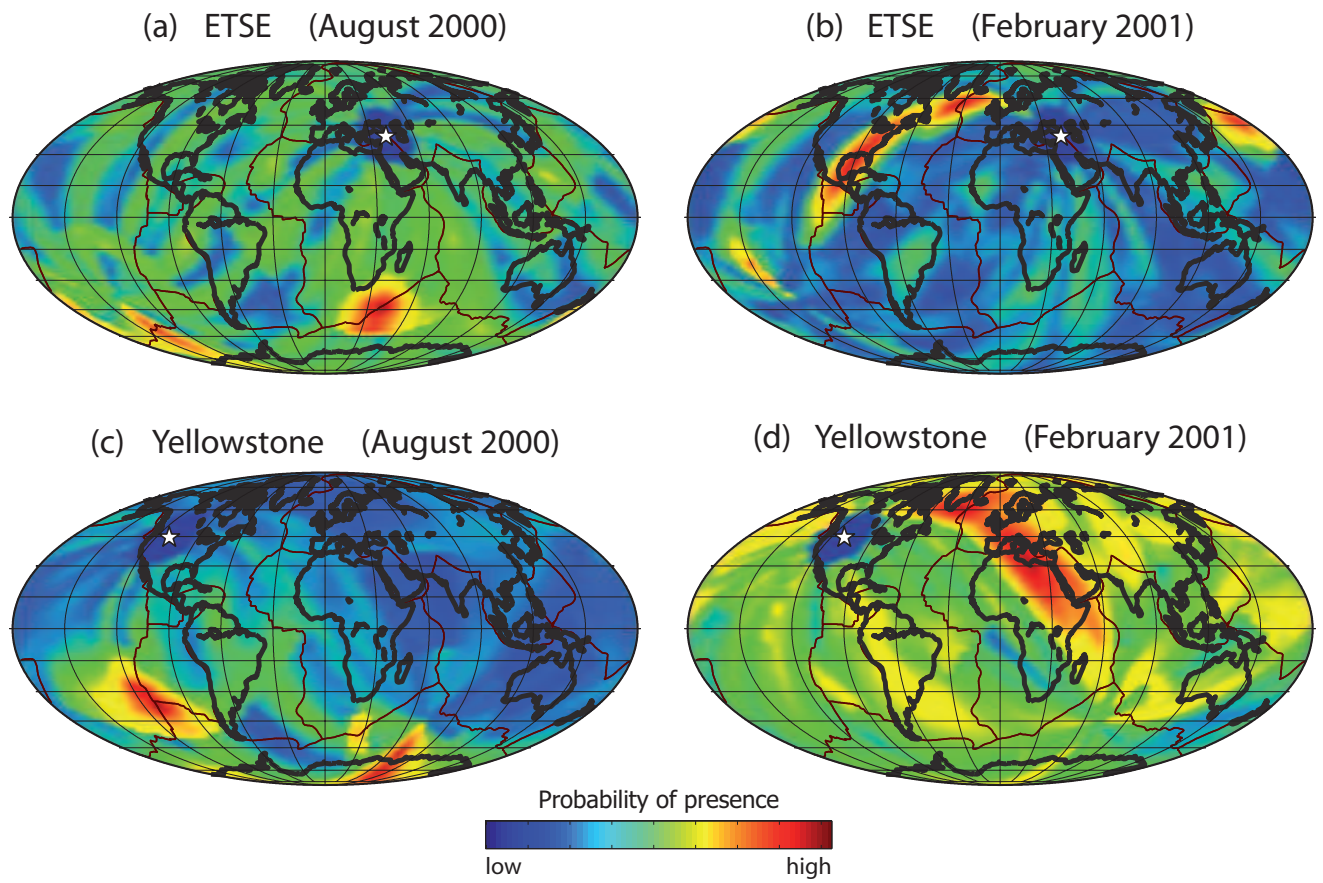 (a) ETSE (August 2000)
(b) ETSE (February 2001)
(c) Yellowstone (August 2000)
(d) Yellowstone (February 2001)
Probability of presence
low high